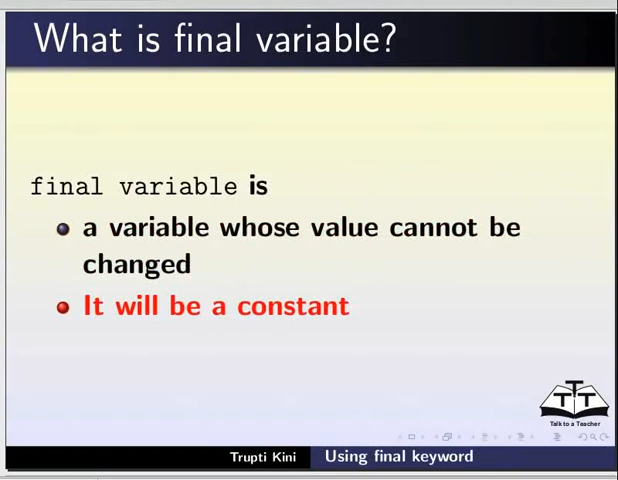 What is final variable?
final variable is
a variable whose value cannot be
changed
It will be a constant
T T T
Talk to a Teacher
Trupti Kini Using final keyword